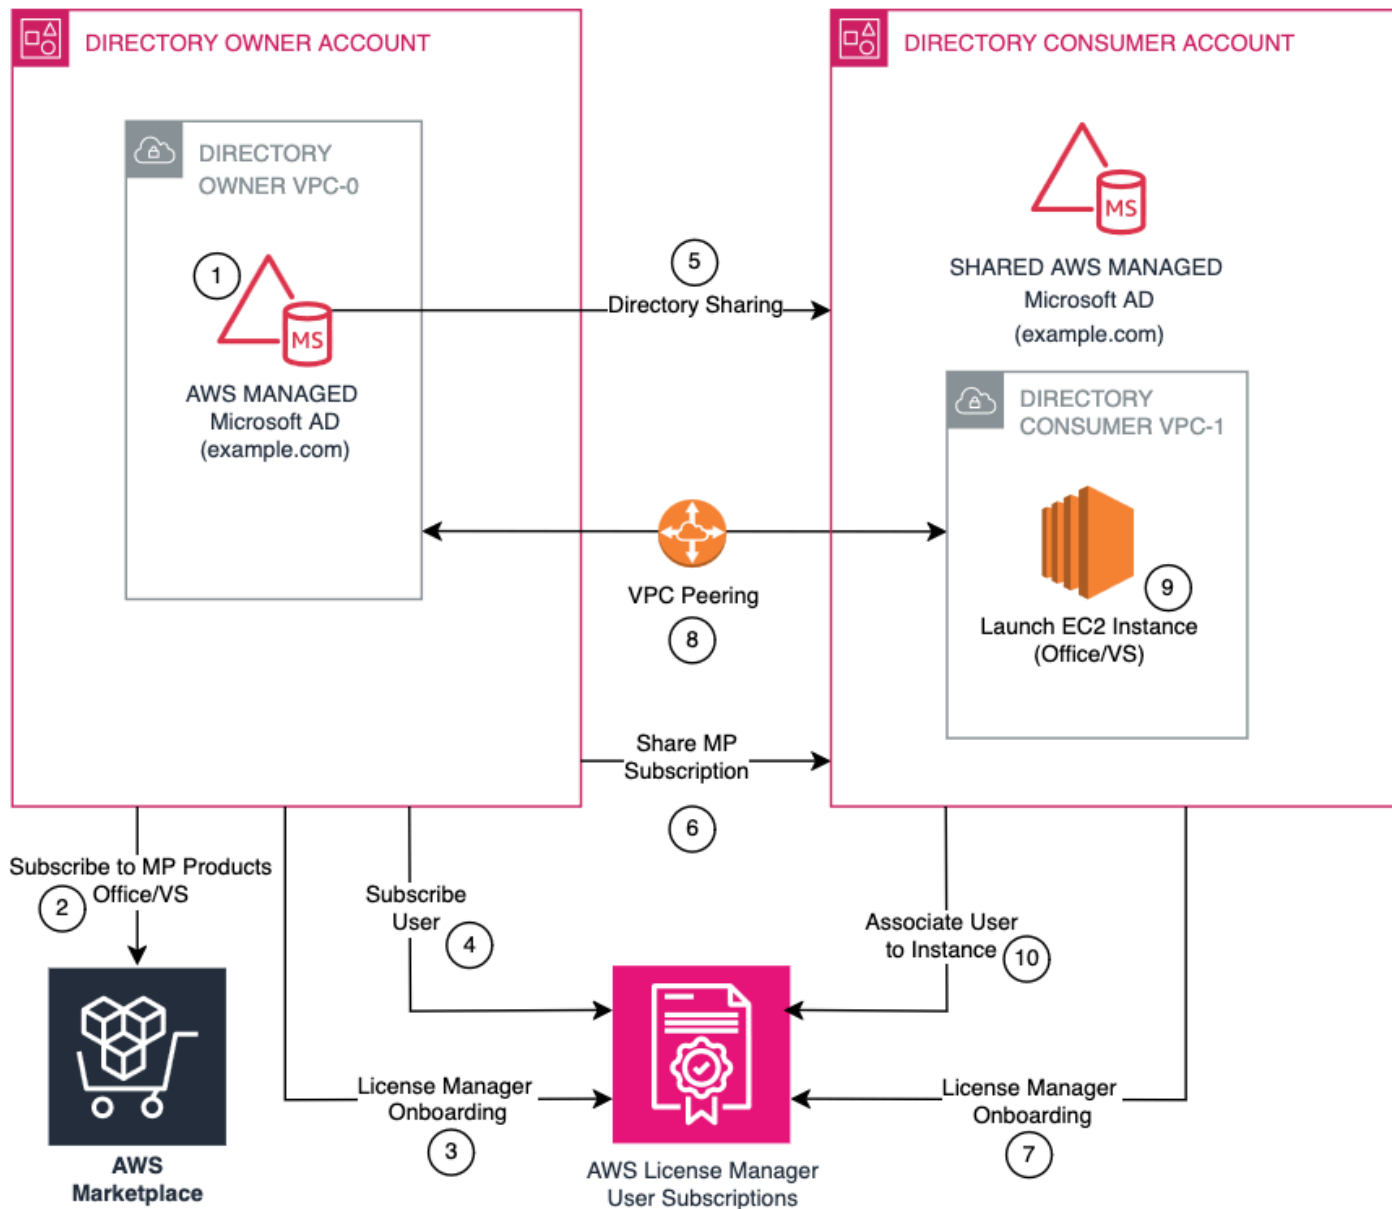 DIRECTORY OWNER ACCOUNT
DIRECTORY CONSUMER ACCOUNT
DIRECTORY
OWNER VPC-0
1
MS
AWS MANAGED
Microsoft AD
(example.com)
5
Directory Sharing
MS
SHARED AWS MANAGED
Microsoft AD
(example.com)
DIRECTORY
CONSUMER VPC-1
VPC Peering
8
9
Launch EC2 Instance
(Office/VS)
Share MP
Subscription
6
Subscribe to MP Products
Office/VS
2
Subscribe
User
4
Associate User
to Instance
10
License Manager
Onboarding
3
License Manager
Onboarding
7
AWS
Marketplace
AWS License Manager
User Subscriptions